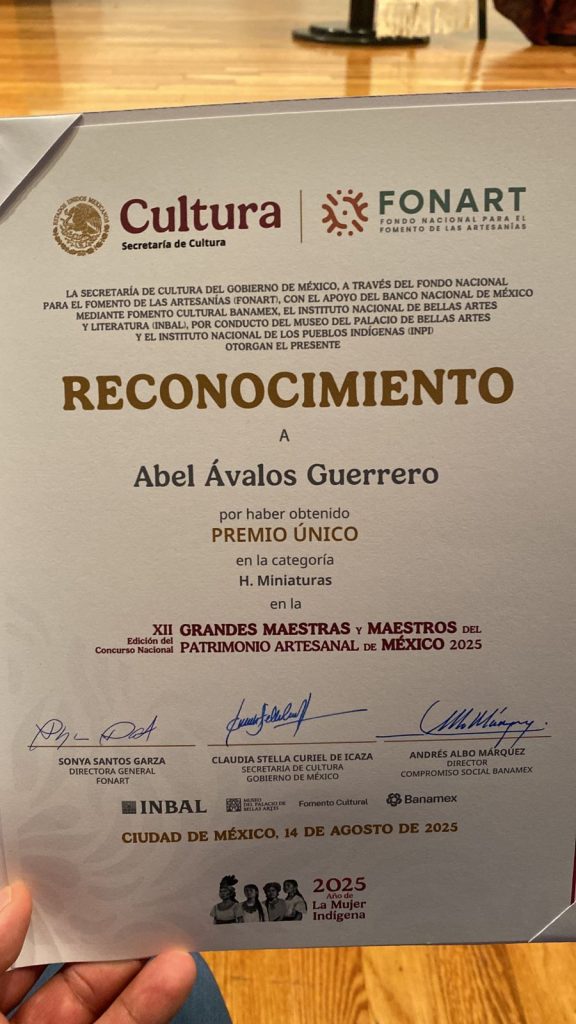 ESTADOS UNIDOS MEXICANOS
Cultura
Secretaría de Cultura
FONART
FONDO NACIONAL PARA EL
FOMENTO DE LAS ARTESANÍAS
LA SECRETARÍA DE CULTURA DEL GOBIERNO DE MÉXICO, A TRAVÉS DEL FONDO NACIONAL
PARA EL FOMENTO DE LAS ARTESANÍAS (FONART), CON EL APOYO DEL BANCO NACIONAL DE MÉXICO
MEDIANTE FOMENTO CULTURAL BANAMEX, EL INSTITUTO NACIONAL DE BELLAS ARTES
Y LITERATURA (INBAL), POR CONDUCTO DEL MUSEO DEL PALACIO DE BELLAS ARTES
Y EL INSTITUTO NACIONAL DE LOS PUEBLOS INDÍGENAS (INPI)
OTORGAN EL PRESENTE
RECONOCIMIENTO
A
Abel Ávalos Guerrero
por haber obtenido
PREMIO ÚNICO
en la categoría
H. Miniaturas
en la
XII
Edición del
Concurso Nacional
GRANDES MAESTRAS Y MAESTROS DEL
PATRIMONIO ARTESANAL DE MÉXICO 2025
SONYA SANTOS GARZA
DIRECTORA GENERAL
FONART
CLAUDIA STELLA CURIEL DE ICAZA
SECRETARIA DE CULTURA
GOBIERNO DE MÉXICO
ANDRÉS ALBO MÁRQUEZ
DIRECTOR
COMPROMISO SOCIAL BANAMEX
INBAL
MUSEO
DEL PALACIO DE
BELLAS ARTES
Fomento Cultural
Banamex
CIUDAD DE MÉXICO, 14 DE AGOSTO DE 2025
2025
Año de
La Mujer
Indígena